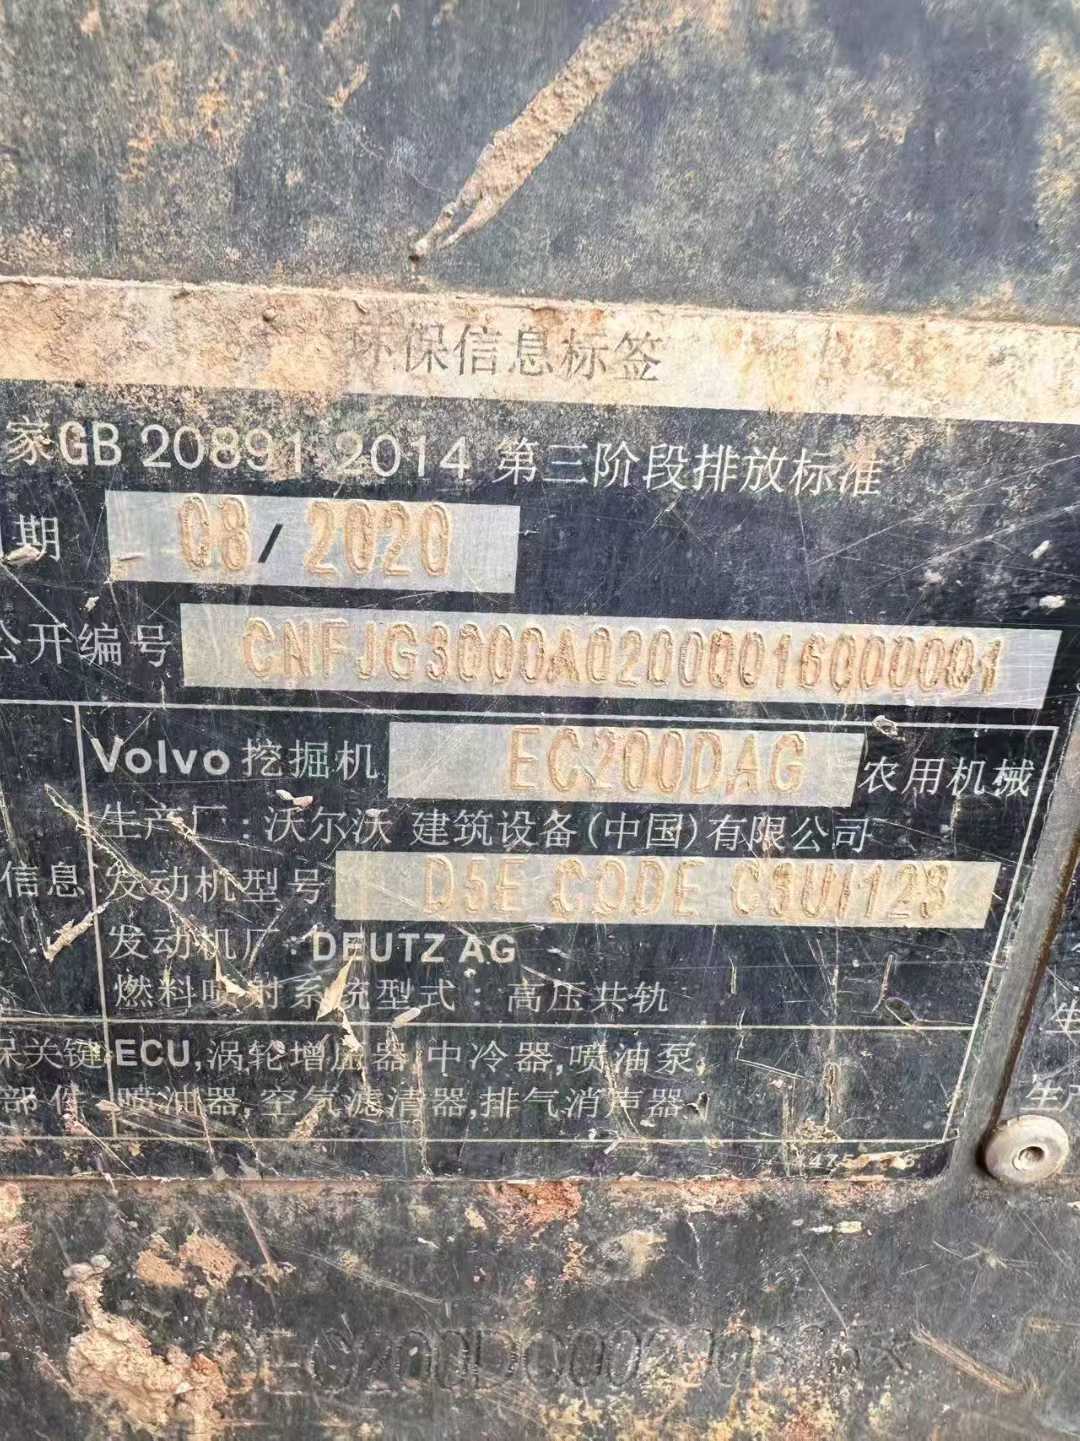 环保信息标签
家GB 20891 2014 第三阶段排放标准
期 08/2020
公开编号 CNFJG3000A02000016000001
Volvo 挖掘机 EC200DAG 农用机械
生产厂:沃尔沃 建筑设备(中国)有限公司
信息 发动机型号 D5E CODE C3U/123
发动机厂:DEUTZ AG
燃料喷射系统型式:高压共轨
保关键 ECU,涡轮增压器,中冷器,喷油泵,
部件 喷油器,空气滤清器,排气消声器
生
生产